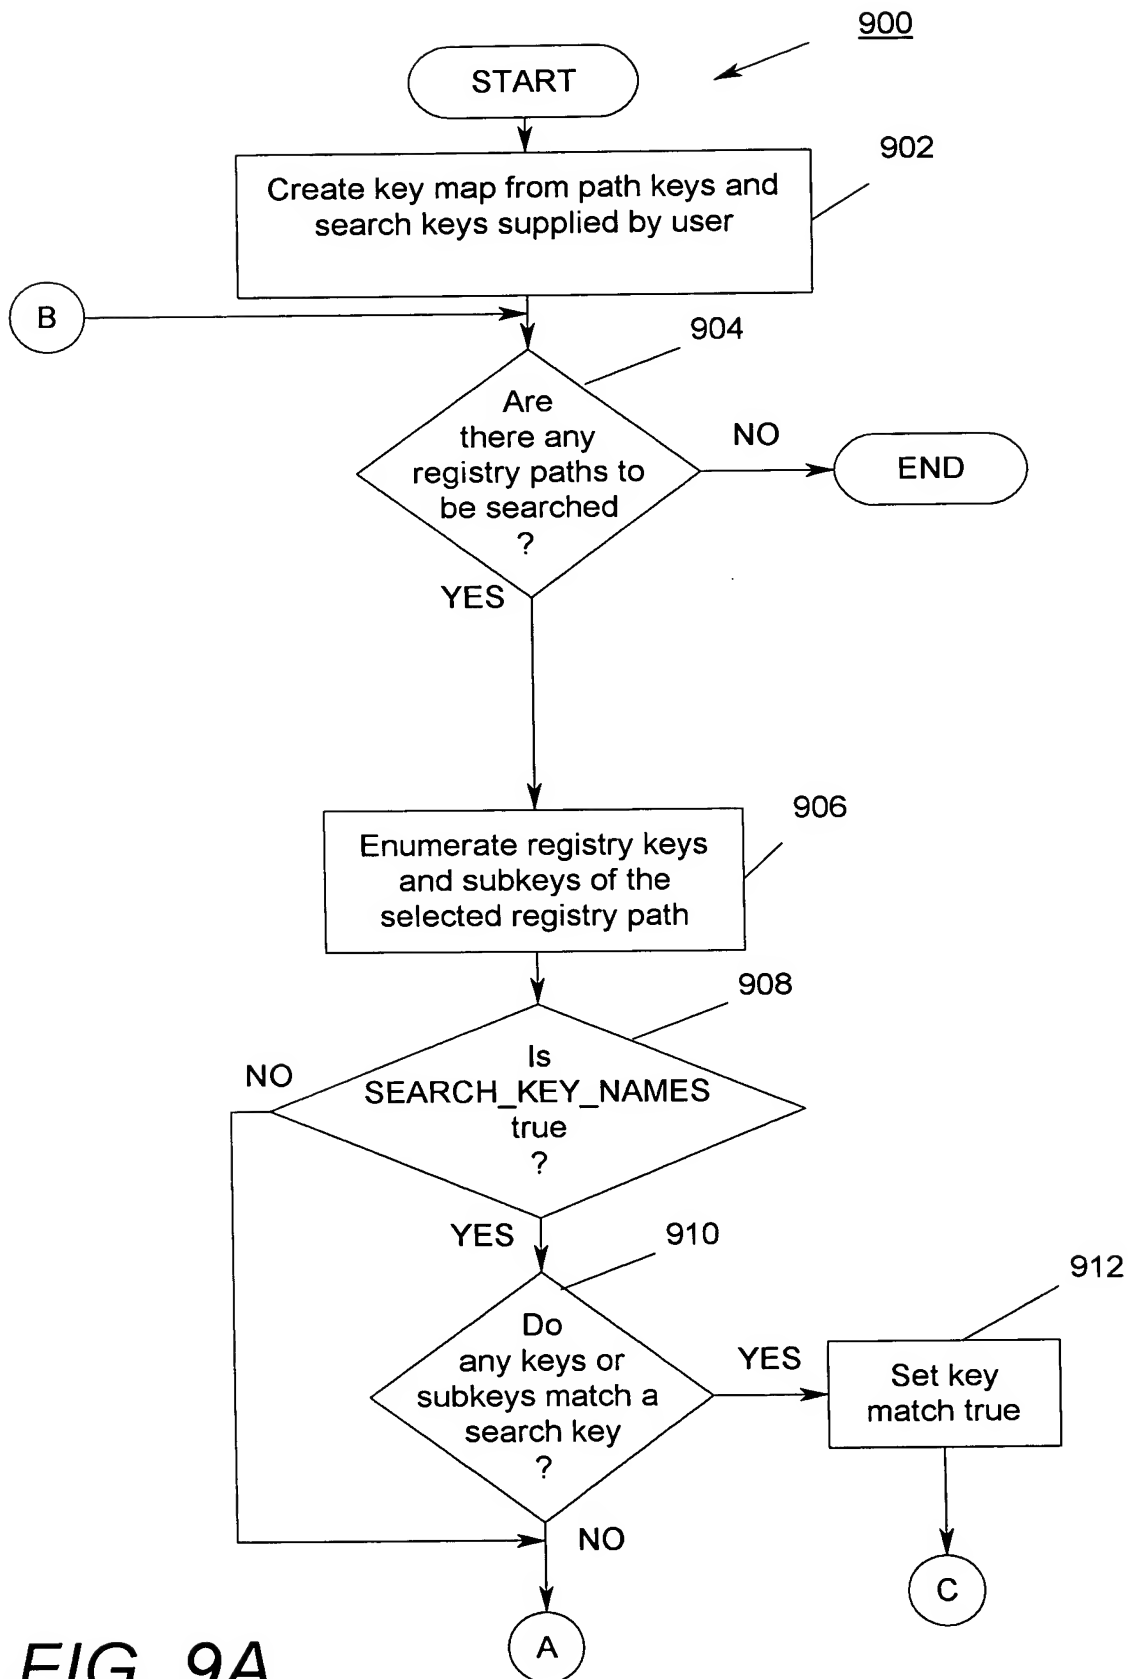 900
START
902
Create key map from path keys and
search keys supplied by user
B
904
Are
there any
registry paths to
be searched
?
NO
END
YES
906
Enumerate registry keys
and subkeys of the
selected registry path
908
NO
Is
SEARCH_KEY_NAMES
true
?
YES
910
912
Do
any keys or
subkeys match a
search key
?
YES
Set key
match true
NO
C
A
FIG. 9A